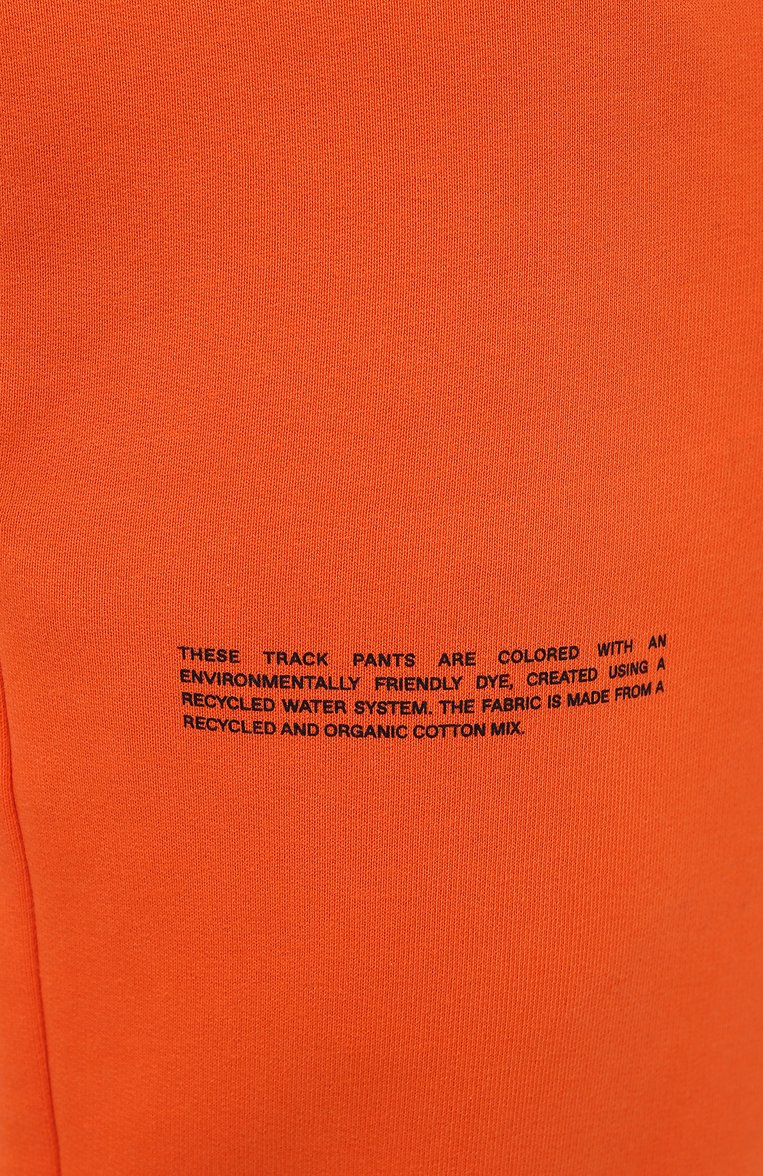 THESE TRACK PANTS ARE COLORED WITH AN
ENVIRONMENTALLY FRIENDLY DYE, CREATED USING A
RECYCLED WATER SYSTEM. THE FABRIC IS MADE FROM A
RECYCLED AND ORGANIC COTTON MIX.